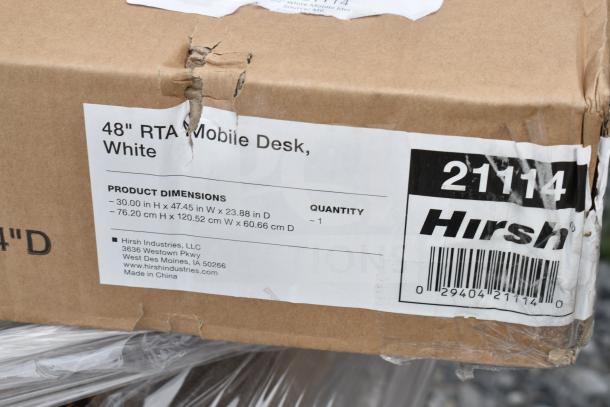 21114
48" RTA Mobile Desk,
White
PRODUCT DIMENSIONS
– 30.00 in H x 47.45 in W x 23.88 in D
– 76.20 cm H x 120.52 cm W x 60.66 cm D
QUANTITY
– 1
■ Hirsh Industries, LLC
3636 Westown Pkwy
West Des Moines, IA 50266
www.hirshindustries.com
Made in China
21114
Hirsh®
0 29404 21114 0
4"D